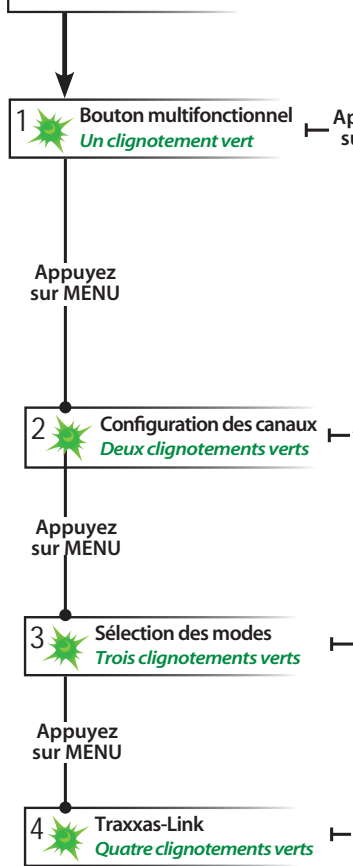 1
Bouton multifonctionnel
Un clignotement vert
Appuyez
sur MENU
2
Configuration des canaux
Deux clignotements verts
Appuyez
sur MENU
3
Sélection des modes
Trois clignotements verts
Appuyez
sur MENU
4
Traxxas-Link
Quatre clignotements verts